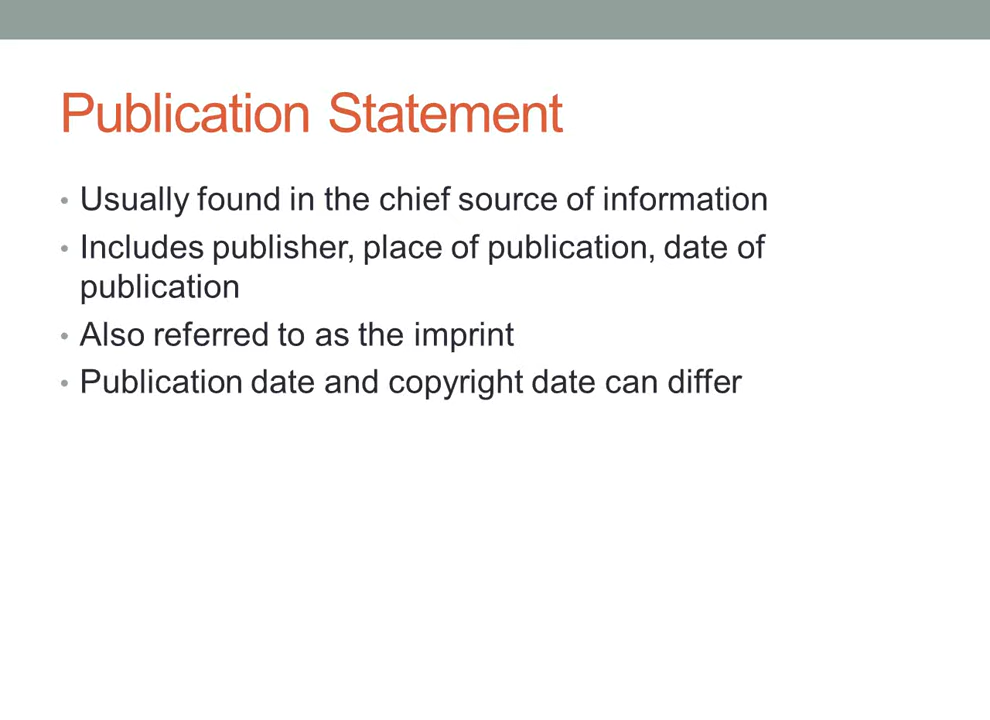 Publication Statement
• Usually found in the chief source of information
• Includes publisher, place of publication, date of
publication
• Also referred to as the imprint
• Publication date and copyright date can differ